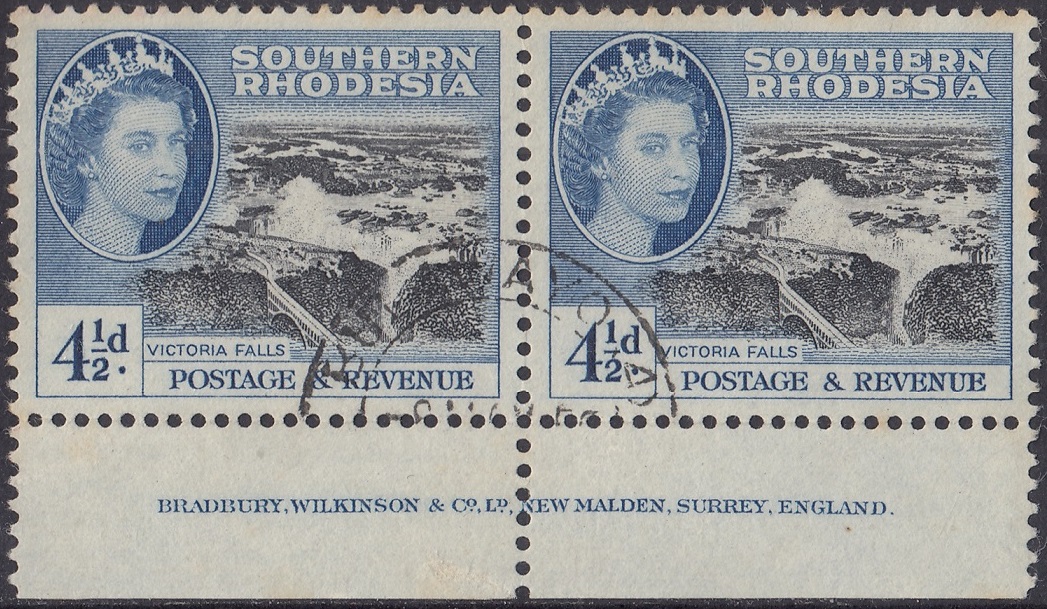 SOUTHERN
RHODESIA
4½d.
VICTORIA FALLS
POSTAGE & REVENUE
SOUTHERN
RHODESIA
4½d
VICTORIA FALLS
POSTAGE & REVENUE
BRADBURY, WILKINSON & Cº, Lᴰ, NEW MALDEN, SURREY, ENGLAND.